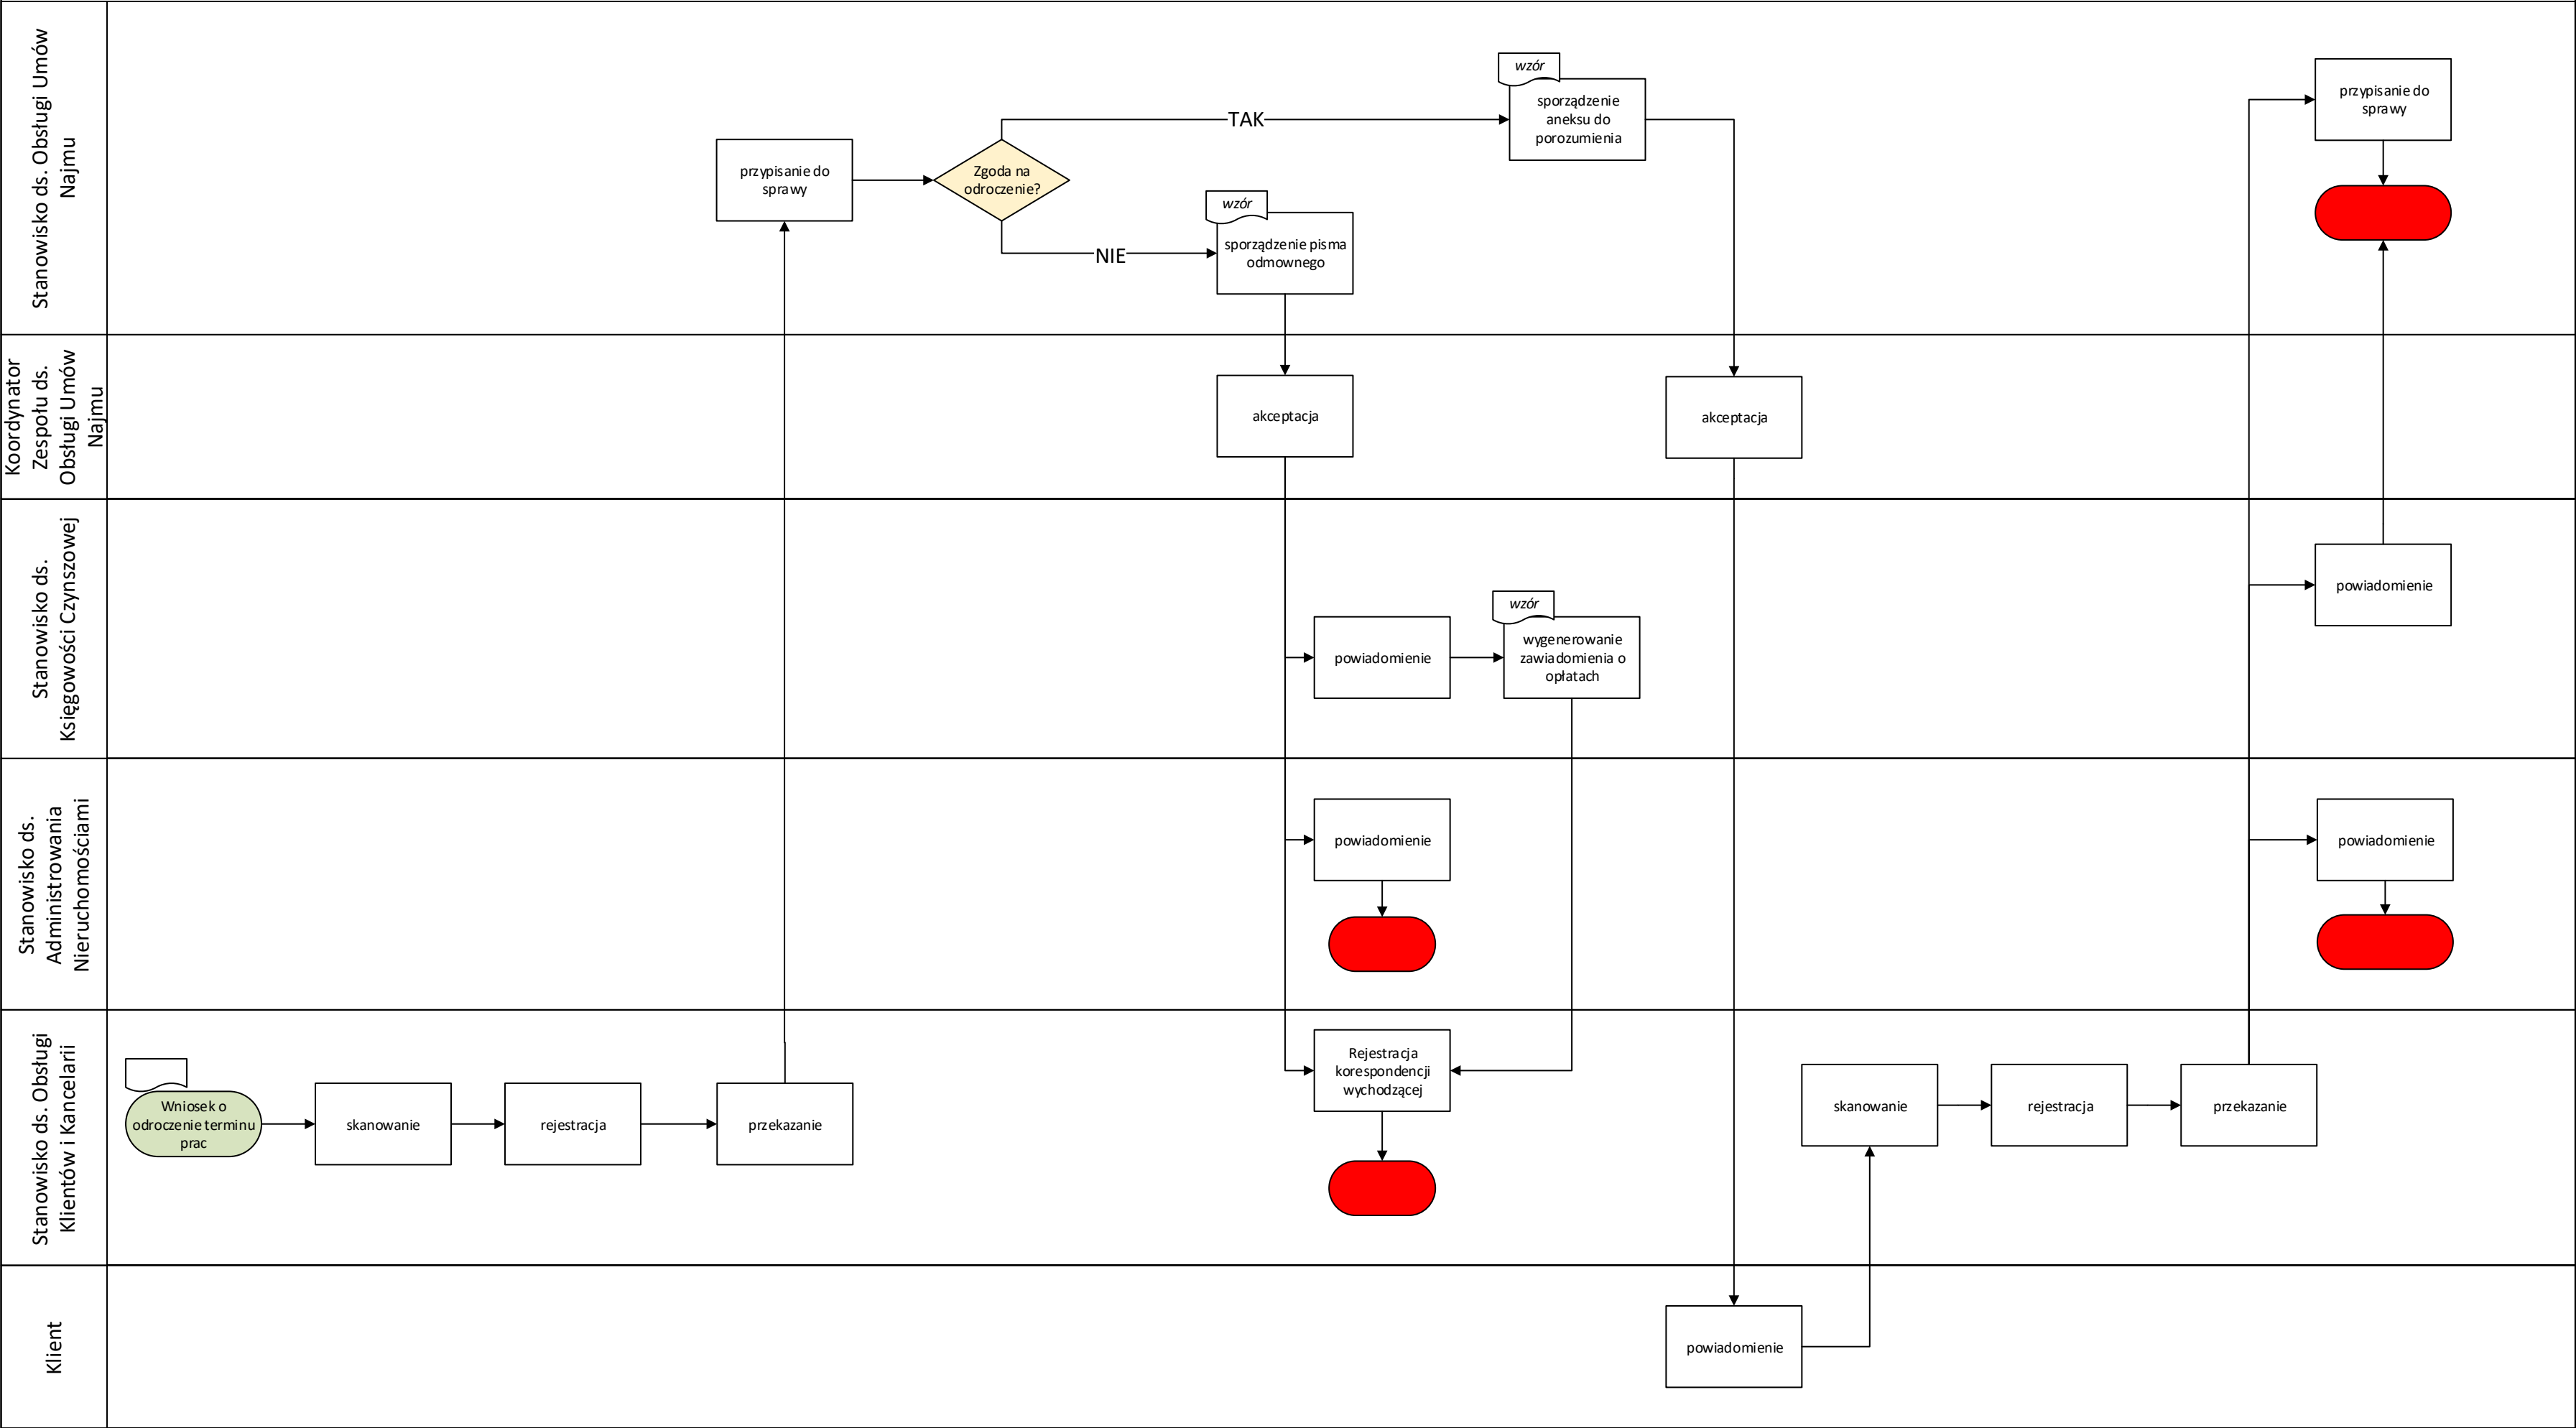 Stanowisko ds. Obsługi Umów
Najmu
przypisanie do
sprawy
Zgoda na
odroczenie?
TAK
NIE
wzór
sporządzenie pisma
odmownego
wzór
sporządzenie
aneksu do
porozumienia
przypisanie do
sprawy
Koordynator
Zespołu ds.
Obsługi Umów
Najmu
akceptacja
akceptacja
Stanowisko ds.
Księgowości Czynszowej
powiadomienie
wzór
wygenerowanie
zawiadomienia o
opłatach
powiadomienie
Stanowisko ds.
Administrowania
Nieruchomościami
powiadomienie
powiadomienie
Stanowisko ds. Obsługi
Klientów i Kancelarii
Wniosek o
odroczenie terminu
prac
skanowanie
rejestracja
przekazanie
Rejestracja
korespondencji
wychodzącej
skanowanie
rejestracja
przekazanie
Klient
powiadomienie